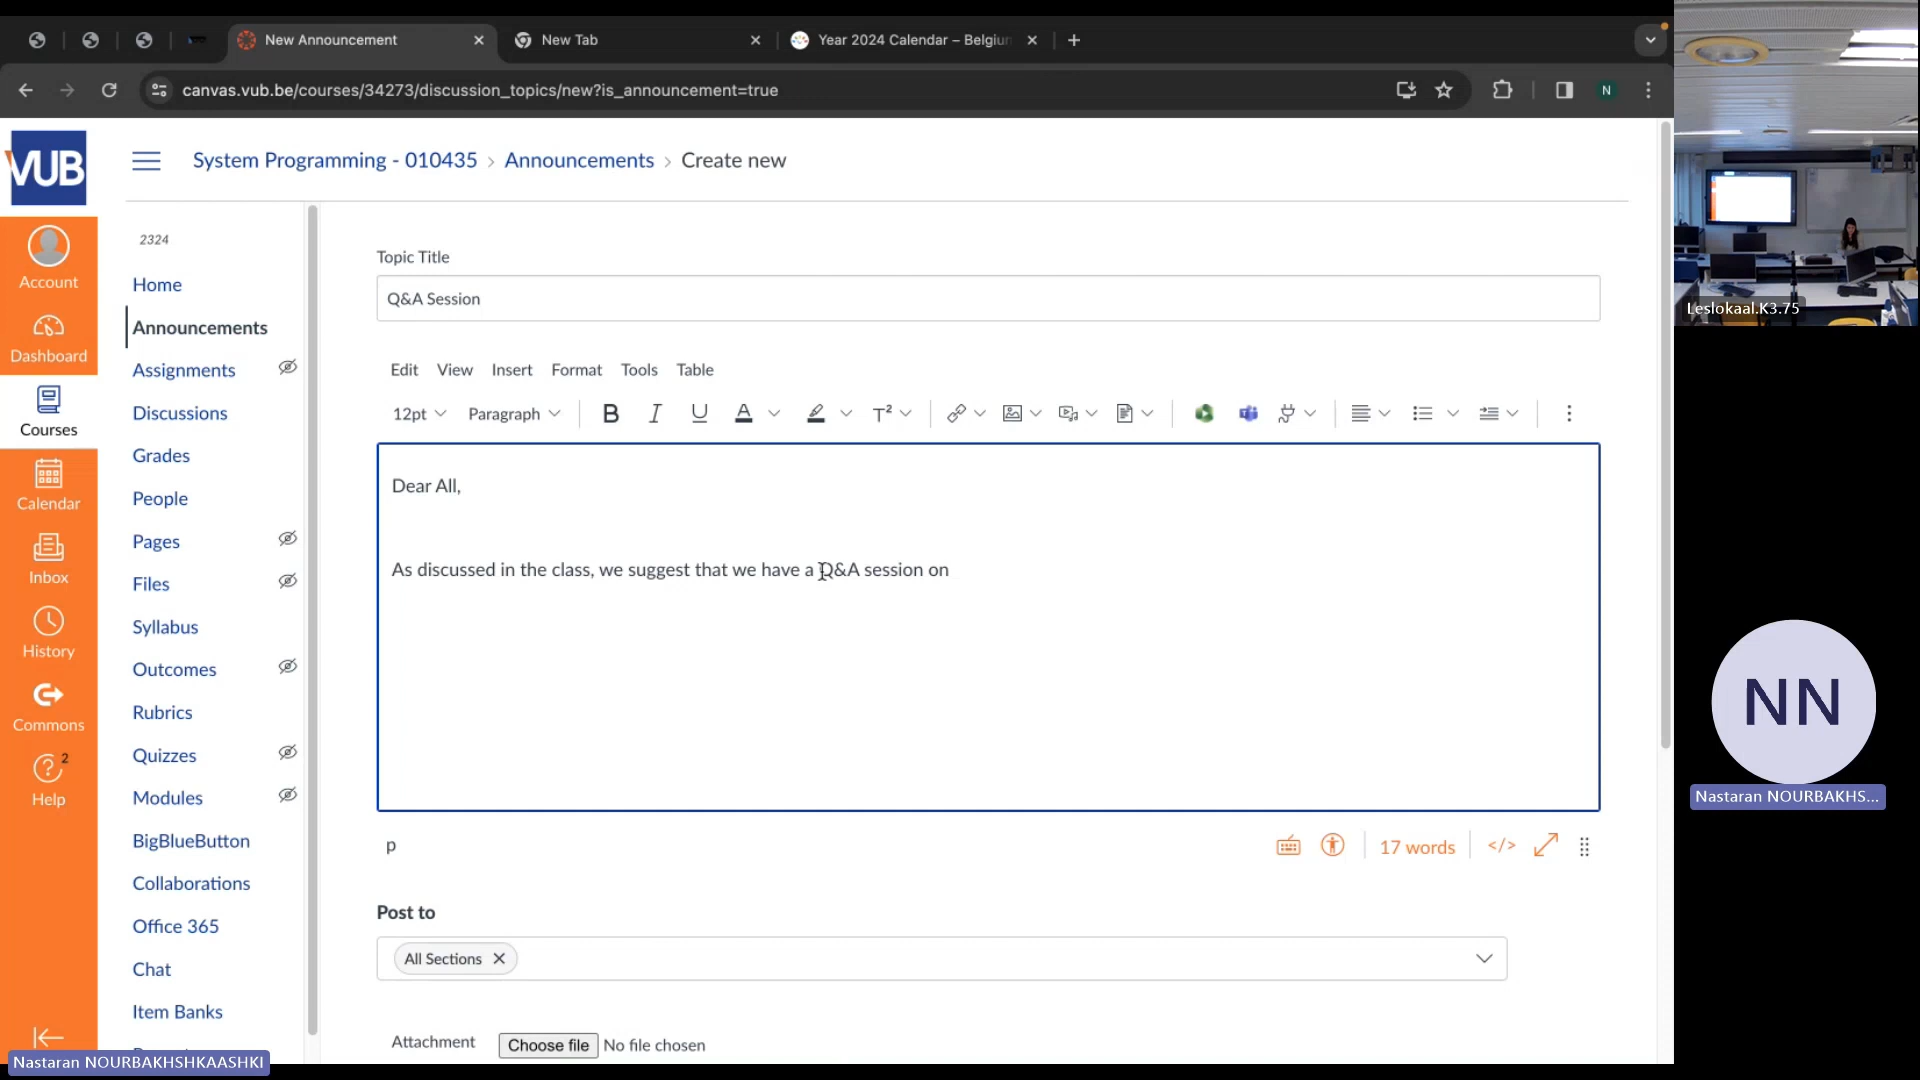 New Announcement
New Tab
Year 2024 Calendar – Belgiu
canvas.vub.be/courses/34273/discussion_topics/new?is_announcement=true
N
VUB
System Programming - 010435 › Announcements › Create new
Account
Dashboard
Courses
Calendar
Inbox
History
Commons
2
Help
2324
Home
Announcements
Assignments
Discussions
Grades
People
Pages
Files
Syllabus
Outcomes
Rubrics
Quizzes
Modules
BigBlueButton
Collaborations
Office 365
Chat
Item Banks
Topic Title
Q&A Session
Edit View Insert Format Tools Table
12pt Paragraph B I U A T²
Dear All,
As discussed in the class, we suggest that we have a Q&A session on
p
17 words </>
Post to
All Sections
Attachment Choose file No file chosen
Leslokaal.K3.75
NN
Nastaran NOURBAKHS...
Nastaran NOURBAKHSHKAASHKI